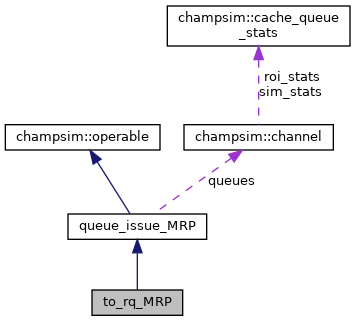 champsim::cache_queue
_stats
roi_stats
sim_stats
champsim::operable
champsim::channel
queues
queue_issue_MRP
to_rq_MRP